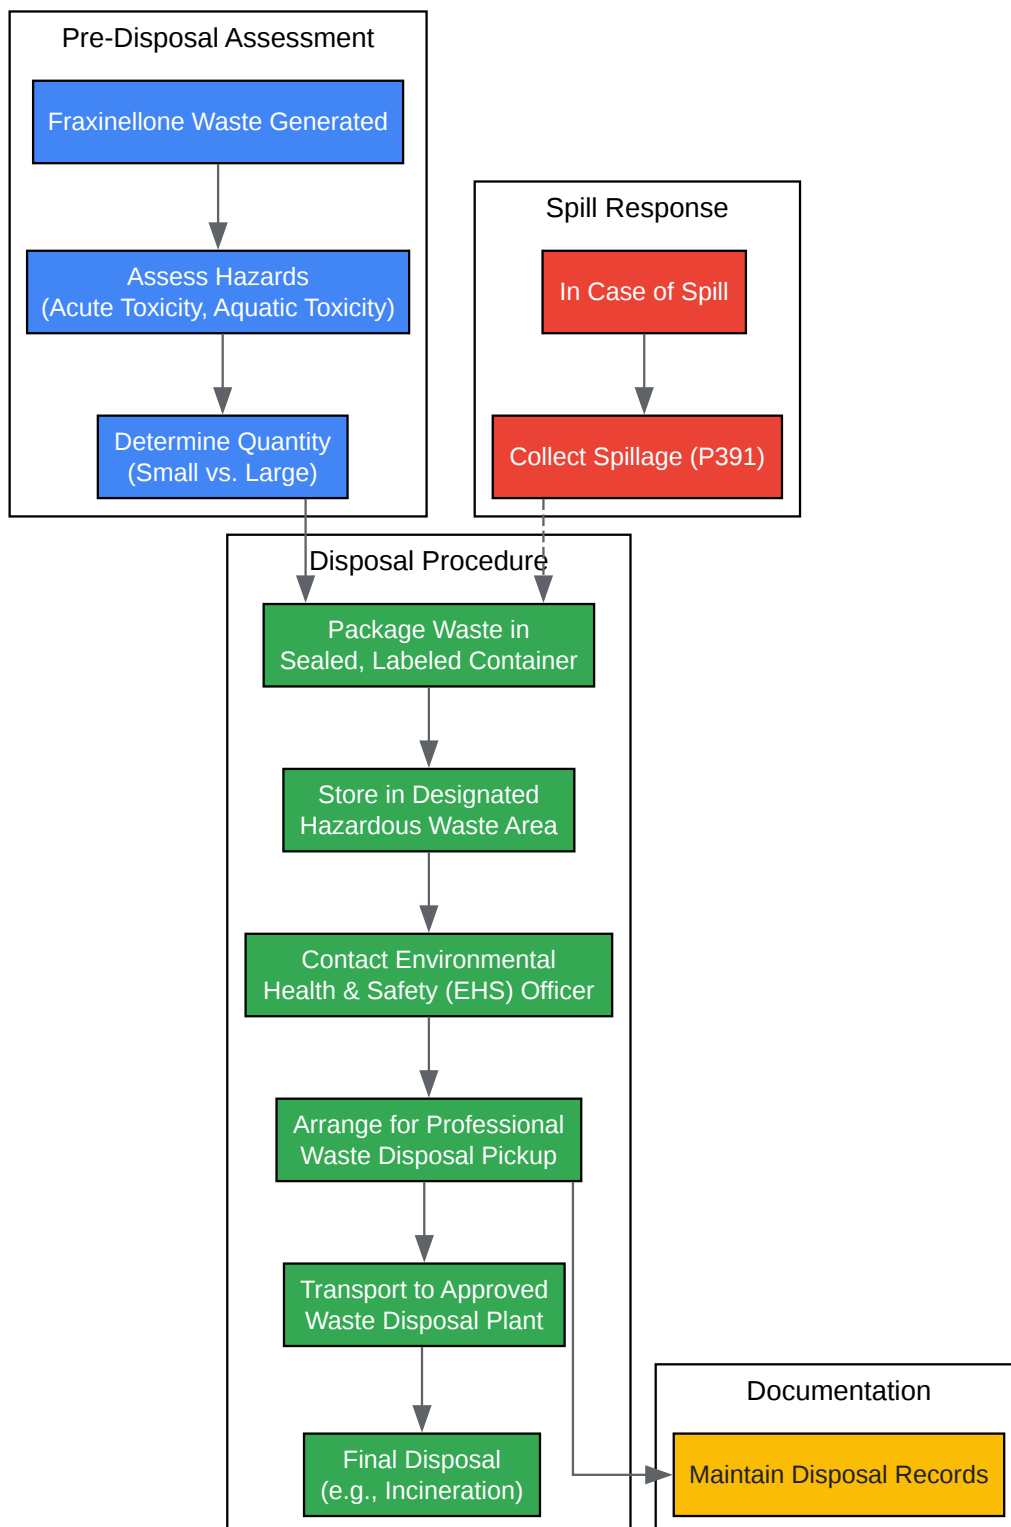 Pre-Disposal Assessment
Fraxinellone Waste Generated
Assess Hazards
(Acute Toxicity, Aquatic Toxicity)
Determine Quantity
(Small vs. Large)
Spill Response
In Case of Spill
Collect Spillage (P391)
Disposal Procedure
Package Waste in
Sealed, Labeled Container
Store in Designated
Hazardous Waste Area
Contact Environmental
Health & Safety (EHS) Officer
Arrange for Professional
Waste Disposal Pickup
Transport to Approved
Waste Disposal Plant
Final Disposal
(e.g., Incineration)
Documentation
Maintain Disposal Records